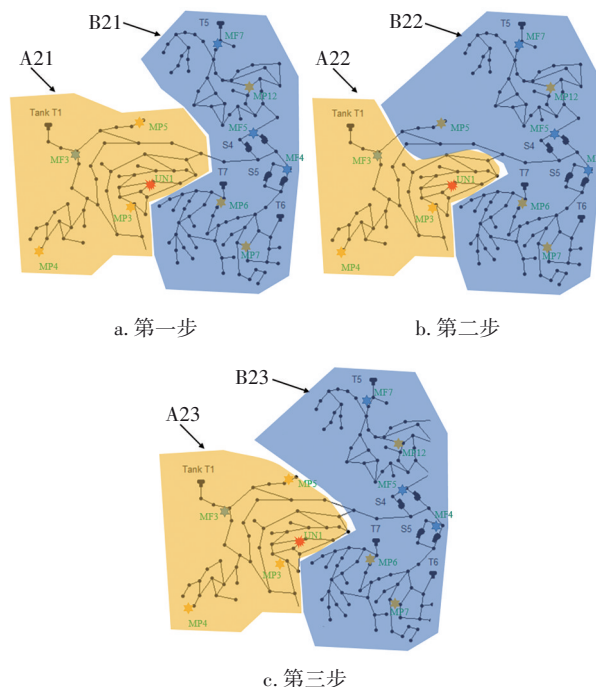 B21
T5
MF7
A21
MP12
Tank T1
MP5
MF5
S4
MF3
MF4
UN1
T7
S5
MP6
T6
MP3
MP7
MP4
a. 第一步
B22
T5
MF7
A22
MP12
Tank T1
MP5
MF5
S4
MF3
UN1
T7
S5
MP6
T6
MP3
MP7
MP4
b. 第二步
B23
T5
MF7
A23
MP12
Tank T1
MP5
MF5
S4
MF3
MF4
UN1
T7
S5
MP6
T6
MP3
MP7
MP4
c. 第三步